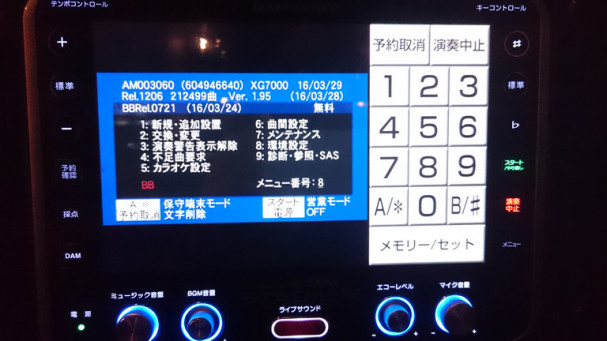 テンポコントロール
キーコントロール
+
標準
−
予約
確認
採点
DAM
電源
AM003060 (604946640) XG7000 16/03/29
Rel.1206 212499曲 Ver. 1.95 (16/03/28)
BBRel.0721 (16/03/24) 無料
1: 新規・追加設置 6: 曲間設定
2: 交換・変更 7: メンテナンス
3: 演奏警告表示解除 8: 環境設定
4: 不足曲要求 9: 診断・参照・SAS
5: カラオケ設定
BB メニュー番号: 8
A/* 保守端末モード スタート 営業モード
予約取消 文字削除 電源 OFF
予約取消 演奏中止
1 2 3
4 5 6
7 8 9
A/* 0 B/#
メモリー/セット
♯
標準
♭
スタート
演奏
中止
メニュー
ミュージック音量
BGM音量
ライブサウンド
エコーレベル
マイク音量